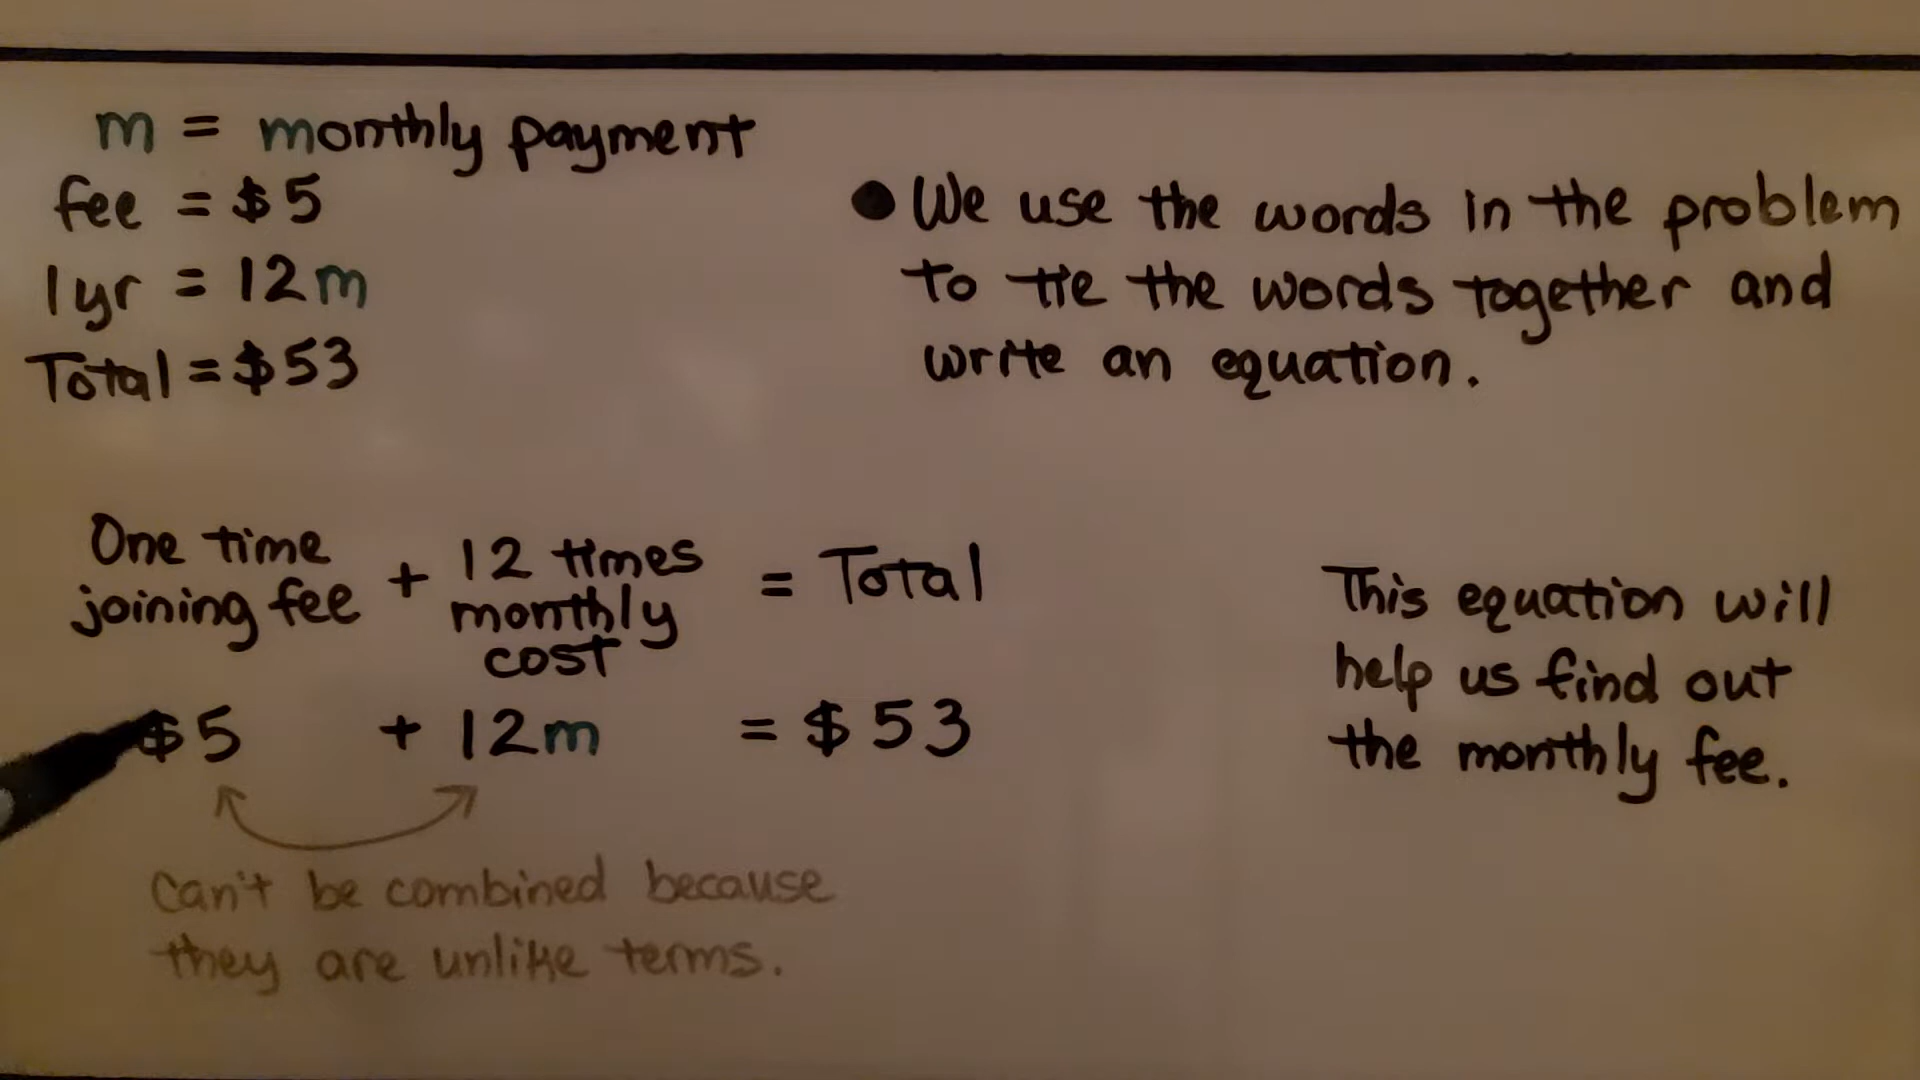 m = monthly payment
fee = $5
1yr = 12m
Total = $53
• We use the words in the problem
to tie the words together and
write an equation.
One time
joining fee + 12 times
monthly
cost = Total
$5 + 12m = $53
Can't be combined because
they are unlike terms.
This equation will
help us find out
the monthly fee.